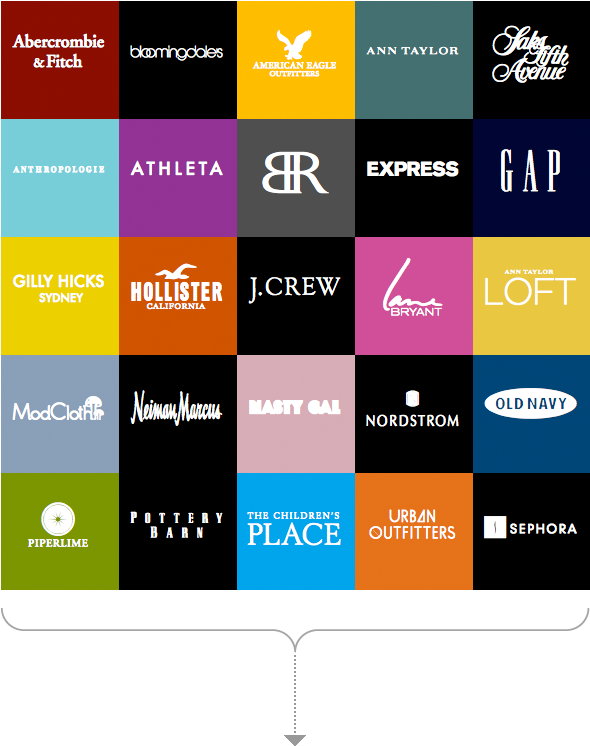 Abercrombie
& Fitch
bloomingdales
AMERICAN EAGLE
OUTFITTERS
ANN TAYLOR
Saks
Fifth
Avenue
ANTHROPOLOGIE
ATHLETA
BR
EXPRESS
GAP
GILLY HICKS
SYDNEY
HOLLISTER
CALIFORNIA
J.CREW
Lane
BRYANT
ANN TAYLOR
LOFT
ModCloth
Neiman Marcus
NASTY GAL
NORDSTROM
OLD NAVY
PIPERLIME
POTTERY
BARN
THE CHILDREN'S
PLACE
URBAN
OUTFITTERS
SEPHORA